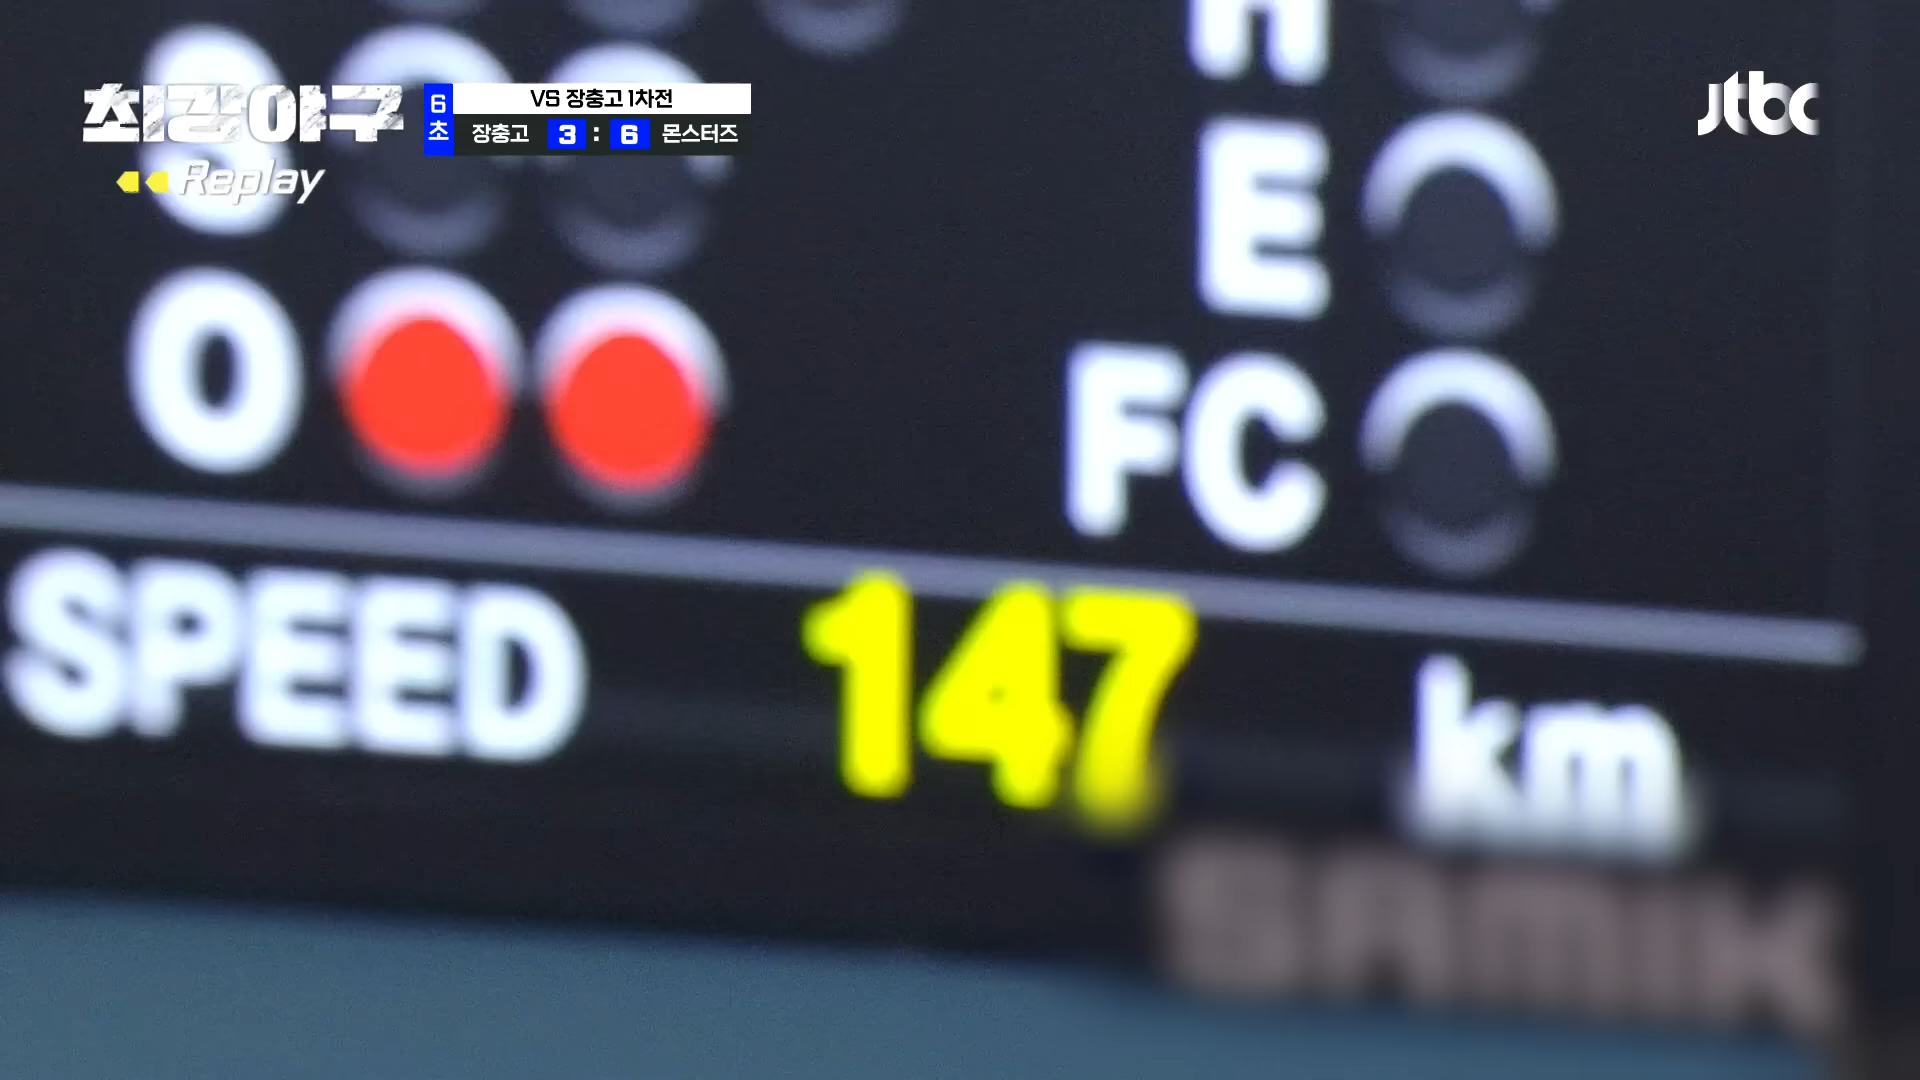 H
S
최강야구
6초
VS 장충고 1차전
장충고 3 : 6 몬스터즈
jtbc
E
Replay
O
FC
SPEED 147 km
SAMIK